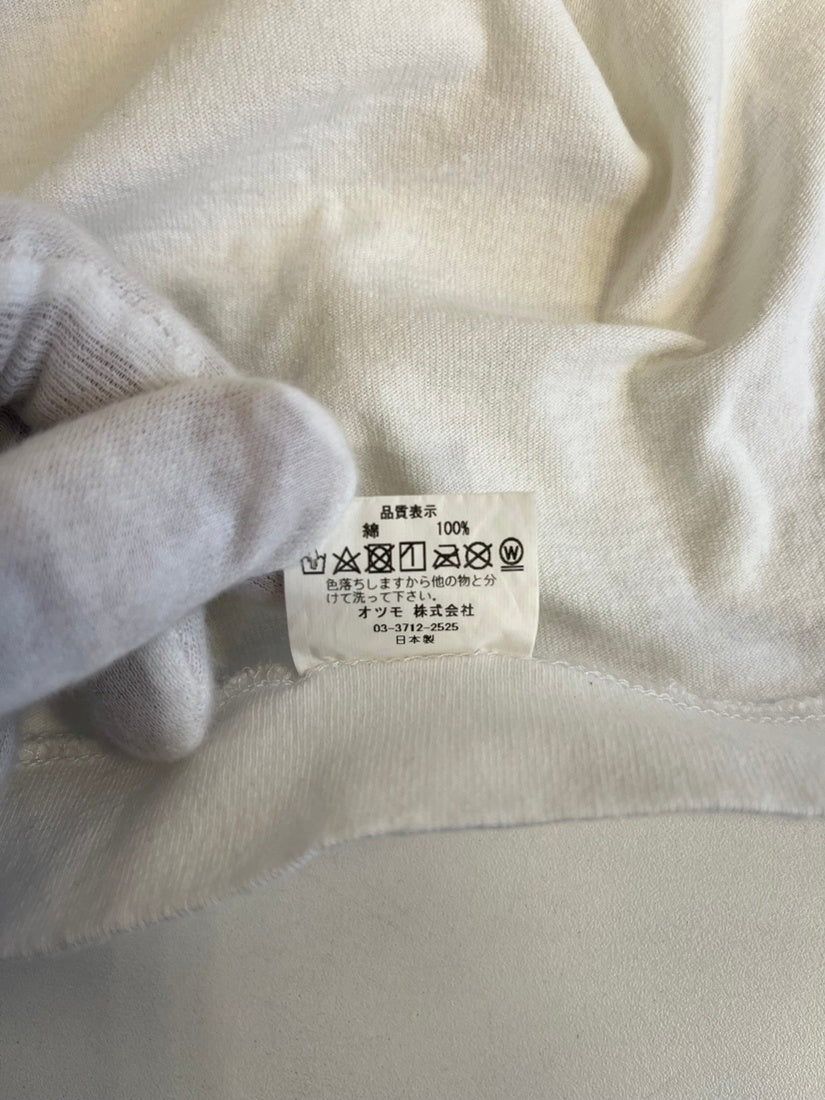 品質表示
綿 100%
W
色落ちしますから他の物と分
けて洗って下さい。
オツモ 株式会社
03-3712-2525
日本製